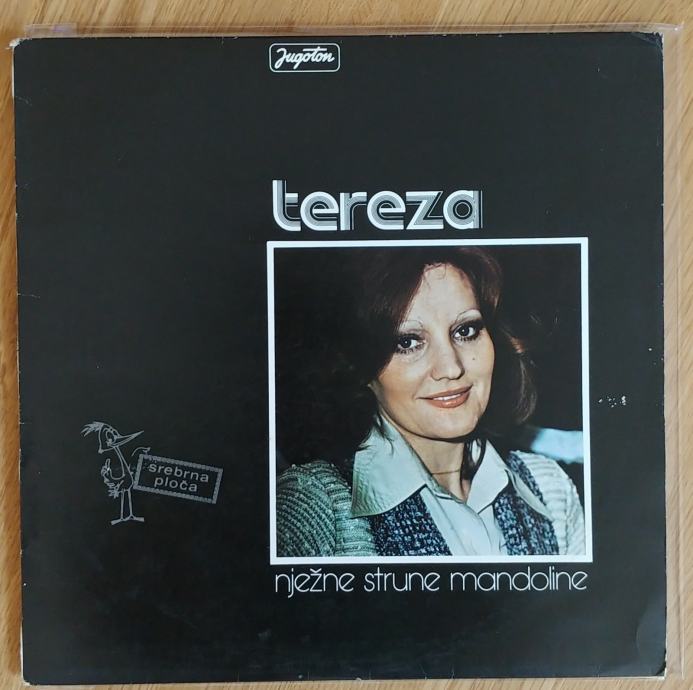 Jugoton
tereza
srebrna
ploča
nježne strune mandoline